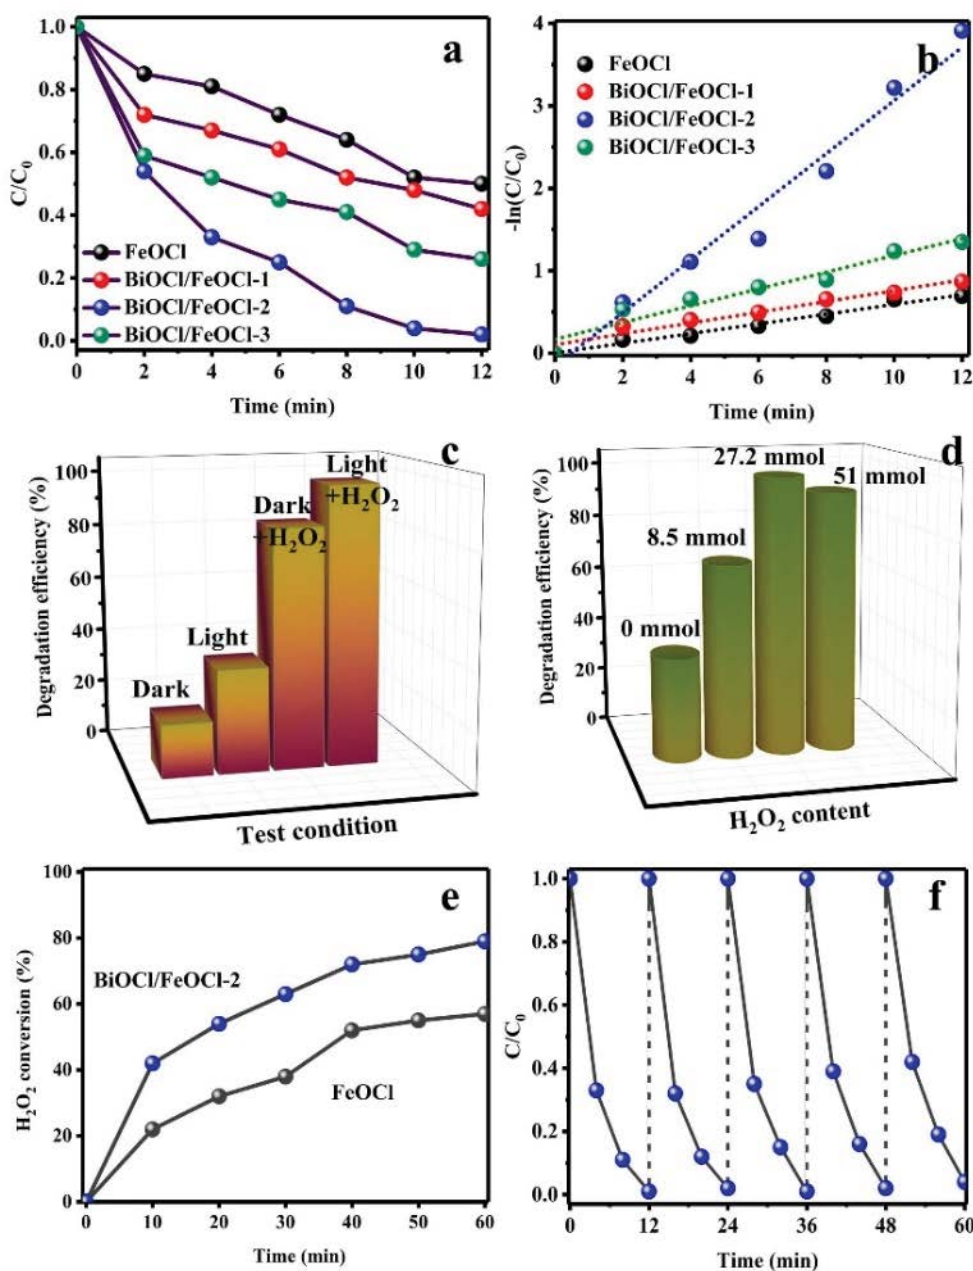 a
C/C₀
1.0
0.8
0.6
0.4
0.2
0.0
FeOCl
BiOCl/FeOCl-1
BiOCl/FeOCl-2
BiOCl/FeOCl-3
0 2 4 6 8 10 12
Time (min)
b
-ln(C/C₀)
4
3
2
1
0
FeOCl
BiOCl/FeOCl-1
BiOCl/FeOCl-2
BiOCl/FeOCl-3
0 2 4 6 8 10 12
Time (min)
c
Degradation efficiency (%)
100
80
60
40
20
0
Dark
Light
Dark
+H₂O₂
Light
+H₂O₂
Test condition
d
Degradation efficiency (%)
100
80
60
40
20
0
0 mmol
8.5 mmol
27.2 mmol
51 mmol
H₂O₂ content
e
H₂O₂ conversion (%)
100
80
60
40
20
0
BiOCl/FeOCl-2
FeOCl
0 10 20 30 40 50 60
Time (min)
f
C/C₀
1.0
0.8
0.6
0.4
0.2
0.0
0 12 24 36 48 60
Time (min)